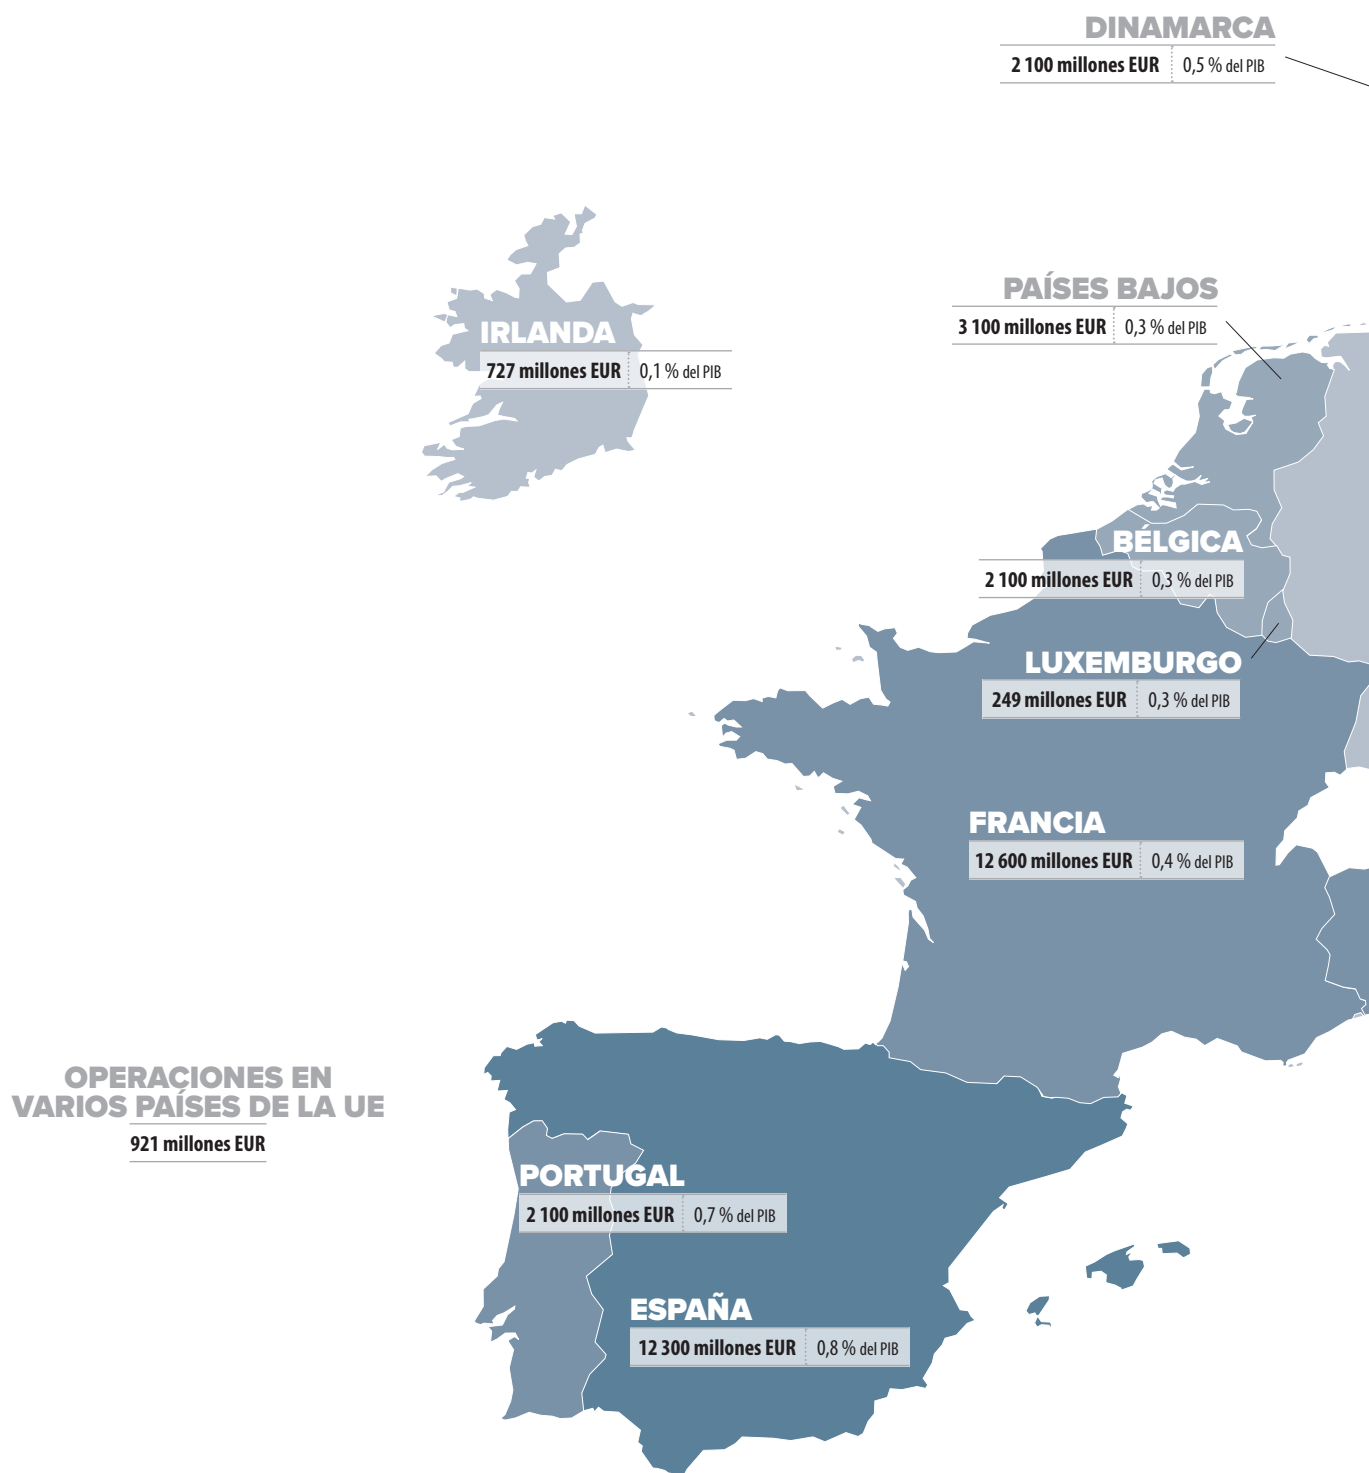 DINAMARCA
2 100 millones EUR 0,5 % del PIB
PAÍSES BAJOS
3 100 millones EUR 0,3 % del PIB
IRLANDA
727 millones EUR 0,1 % del PIB
BÉLGICA
2 100 millones EUR 0,3 % del PIB
LUXEMBURGO
249 millones EUR 0,3 % del PIB
FRANCIA
12 600 millones EUR 0,4 % del PIB
OPERACIONES EN
VARIOS PAÍSES DE LA UE
921 millones EUR
PORTUGAL
2 100 millones EUR 0,7 % del PIB
ESPAÑA
12 300 millones EUR 0,8 % del PIB